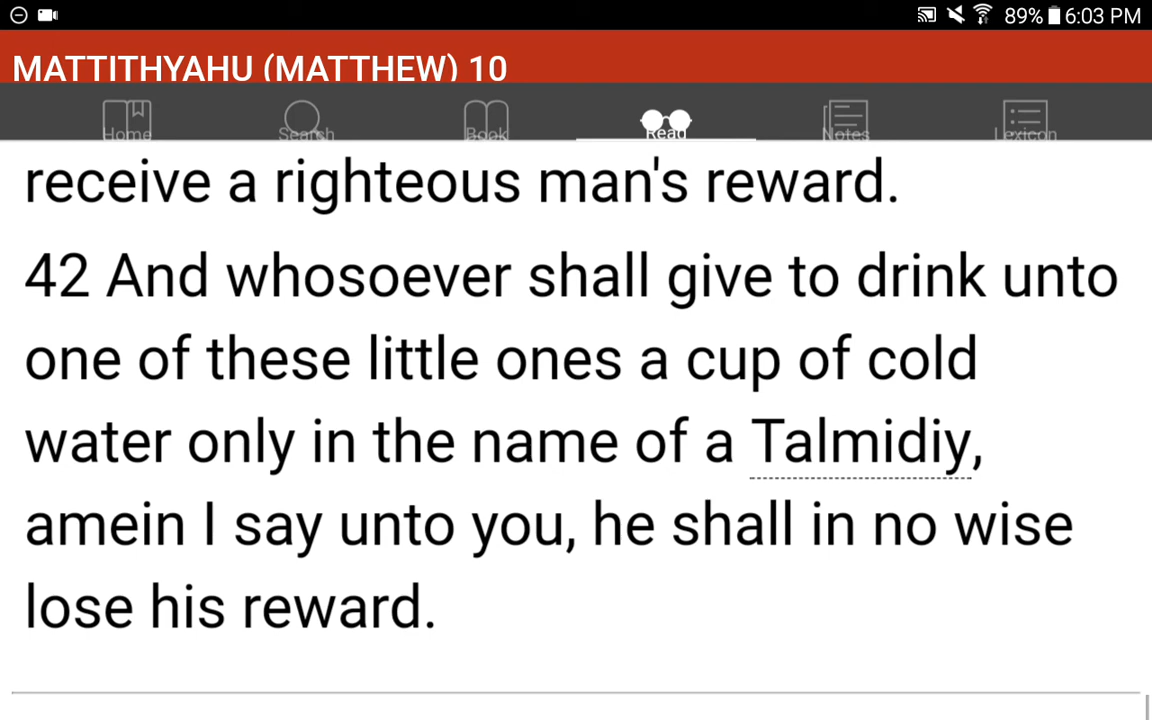 89% 6:03 PM
MATTITHYAHU (MATTHEW) 10
Home Search Book Read Notes Lexicon
receive a righteous man's reward.
42 And whosoever shall give to drink unto
one of these little ones a cup of cold
water only in the name of a Talmidiy,
amein I say unto you, he shall in no wise
lose his reward.